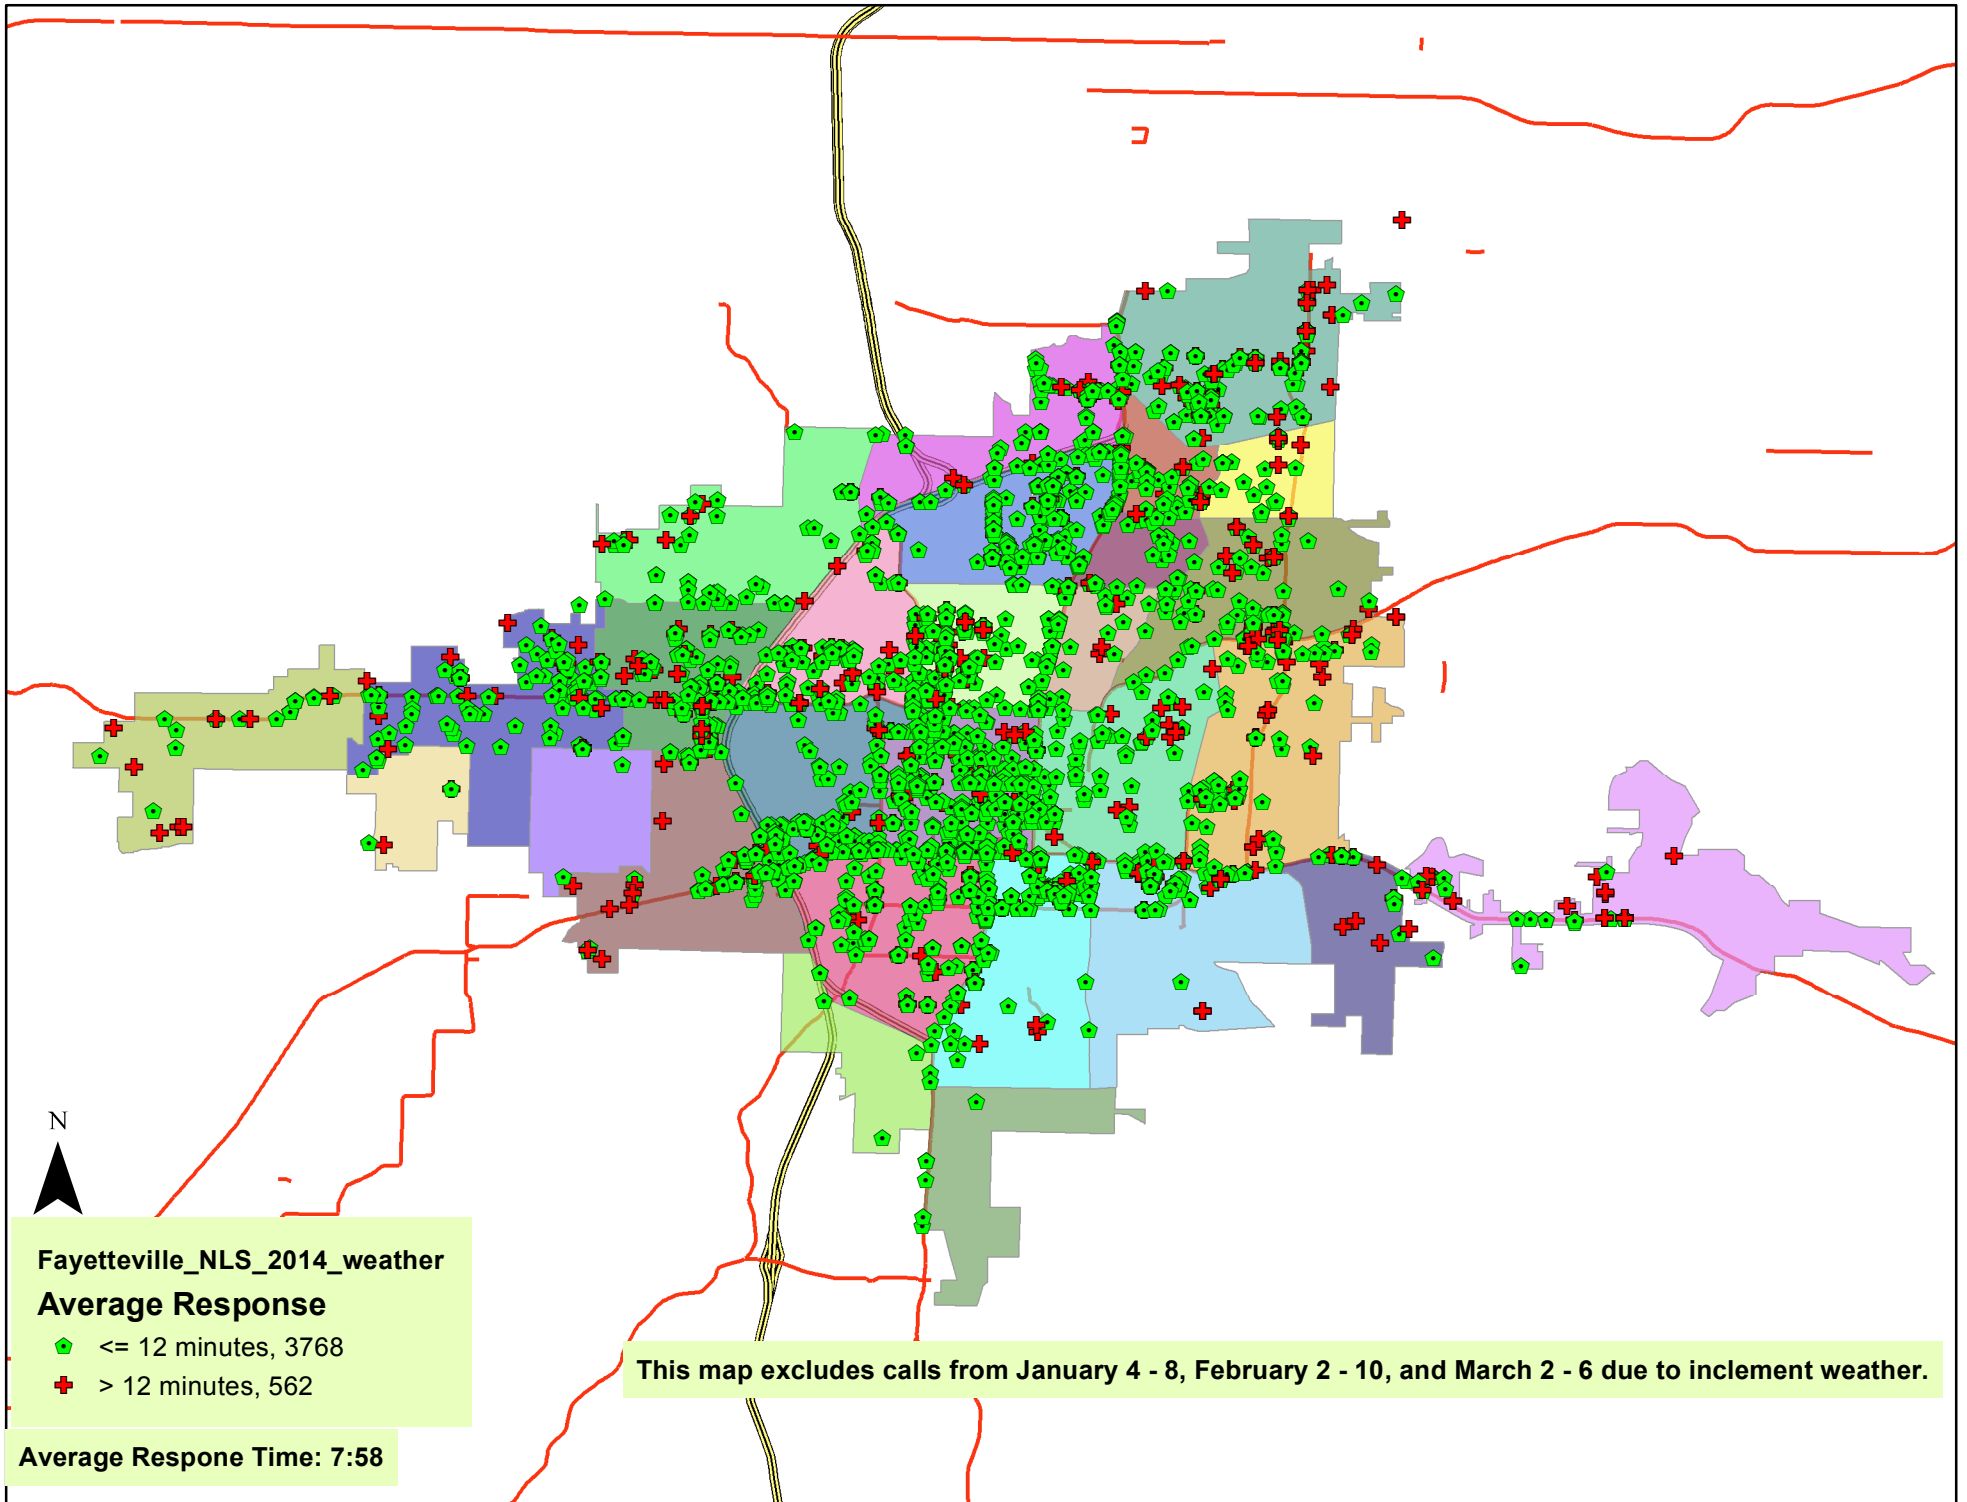 N
Fayetteville_NLS_2014_weather
Average Response
<= 12 minutes, 3768
> 12 minutes, 562
This map excludes calls from January 4 - 8, February 2 - 10, and March 2 - 6 due to inclement weather.
Average Respone Time: 7:58